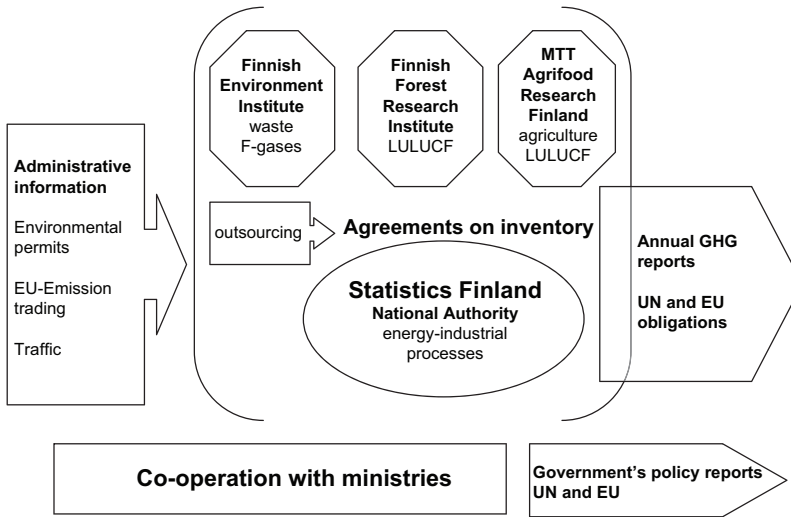 Administrative
information
Environmental
permits
EU-Emission
trading
Traffic
Finnish
Environment
Institute
waste
F-gases
Finnish
Forest
Research
Institute
LULUCF
MTT
Agrifood
Research
Finland
agriculture
LULUCF
outsourcing
Agreements on inventory
Statistics Finland
National Authority
energy-industrial
processes
Annual GHG
reports
UN and EU
obligations
Co-operation with ministries
Government's policy reports
UN and EU